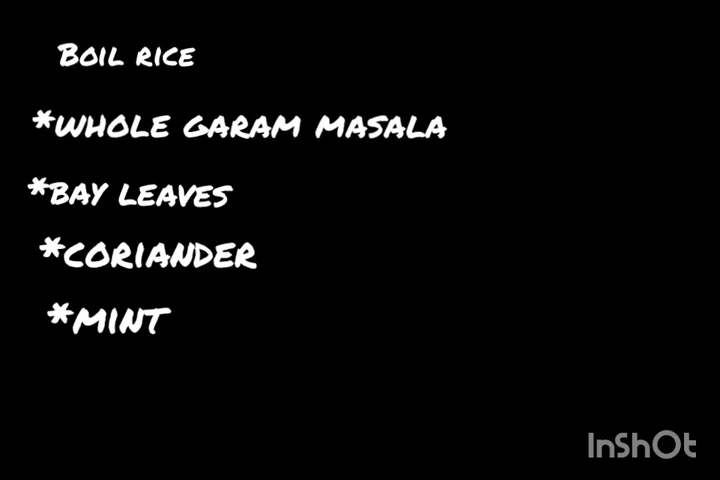 BOIL RICE
*WHOLE GARAM MASALA
*BAY LEAVES
*CORIANDER
*MINT
InShOt